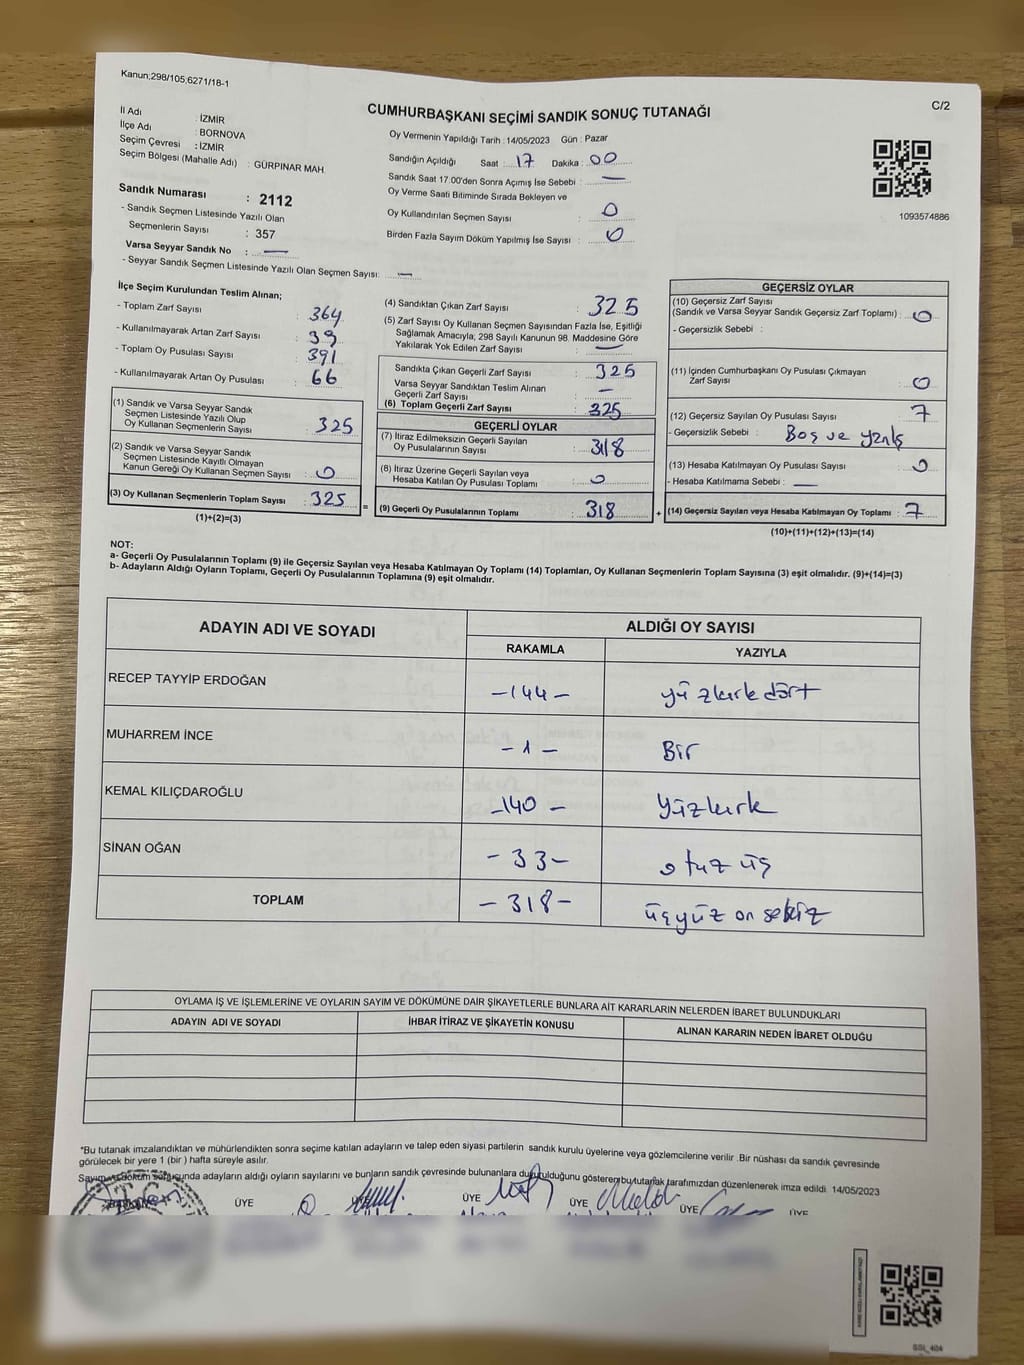 Kanun;298/105,6271/18-1
C/2
CUMHURBAŞKANI SEÇİMİ SANDIK SONUÇ TUTANAĞI
İl Adı : İZMİR
İlçe Adı : BORNOVA
Seçim Çevresi : İZMİR
Seçim Bölgesi (Mahalle Adı) : GÜRPINAR MAH.
Sandık Numarası : 2112
- Sandık Seçmen Listesinde Yazılı Olan
Seçmenlerin Sayısı : 357
Varsa Seyyar Sandık No : —
- Seyyar Sandık Seçmen Listesinde Yazılı Olan Seçmen Sayısı: —
Oy Vermenin Yapıldığı Tarih : 14/05/2023 Gün : Pazar
Sandığın Açıldığı Saat : 17 Dakika : 00
Sandık Saat 17.00'den Sonra Açımış İse Sebebi : —
Oy Verme Saati Bitiminde Sırada Bekleyen ve
Oy Kullandırılan Seçmen Sayısı : 0
Birden Fazla Sayım Döküm Yapılmış İse Sayısı : 0
1093574886
İlçe Seçim Kurulundan Teslim Alınan;
- Toplam Zarf Sayısı : 364
- Kullanılmayarak Artan Zarf Sayısı : 39
- Toplam Oy Pusulası Sayısı : 391
- Kullanılmayarak Artan Oy Pusulası : 66
(1) Sandık ve Varsa Seyyar Sandık
Seçmen Listesinde Yazılı Olup
Oy Kullanan Seçmenlerin Sayısı : 325
(2) Sandık ve Varsa Seyyar Sandık
Seçmen Listesinde Kayıtlı Olmayan
Kanun Gereği Oy Kullanan Seçmen Sayısı : 0
(3) Oy Kullanan Seçmenlerin Toplam Sayısı : 325 =
(1)+(2)=(3)
(4) Sandıktan Çıkan Zarf Sayısı : 325
(5) Zarf Sayısı Oy Kullanan Seçmen Sayısından Fazla İse, Eşitliği
Sağlamak Amacıyla; 298 Sayılı Kanunun 98. Maddesine Göre
Yakılarak Yok Edilen Zarf Sayısı : —
Sandıkta Çıkan Geçerli Zarf Sayısı : 325
Varsa Seyyar Sandıktan Teslim Alınan
Geçerli Zarf Sayısı : —
(6) Toplam Geçerli Zarf Sayısı : 325
GEÇERLİ OYLAR
(7) İtiraz Edilmeksizin Geçerli Sayılan
Oy Pusulalarının Sayısı : 318
(8) İtiraz Üzerine Geçerli Sayılan veya
Hesaba Katılan Oy Pusulası Toplamı : 0
(9) Geçerli Oy Pusulalarının Toplamı : 318 +
GEÇERSİZ OYLAR
(10) Geçersiz Zarf Sayısı
(Sandık ve Varsa Seyyar Sandık Geçersiz Zarf Toplamı) : 0
- Geçersizlik Sebebi :
(11) İçinden Cumhurbaşkanı Oy Pusulası Çıkmayan
Zarf Sayısı : 0
(12) Geçersiz Sayılan Oy Pusulası Sayısı : 7
- Geçersizlik Sebebi : Boş ve
(13) Hesaba Katılmayan Oy Pusulası Sayısı : 0
- Hesaba Katılmama Sebebi : —
(14) Geçersiz Sayılan veya Hesaba Katılmayan Oy Toplamı : 7
(10)+(11)+(12)+(13)=(14)
NOT:
a- Geçerli Oy Pusulalarının Toplamı (9) ile Geçersiz Sayılan veya Hesaba Katılmayan Oy Toplamı (14) Toplamları, Oy Kullanan Seçmenlerin Toplam Sayısına (3) eşit olmalıdır. (9)+(14)=(3)
b- Adayların Aldığı Oyların Toplamı, Geçerli Oy Pusulalarının Toplamına (9) eşit olmalıdır.
ADAYIN ADI VE SOYADI
ALDIĞI OY SAYISI
RAKAMLA YAZIYLA
RECEP TAYYİP ERDOĞAN -144- yüzkırkdört
MUHARREM İNCE -1- Bir
KEMAL KILIÇDAROĞLU -140- Yüzkırk
SİNAN OĞAN -33- otuz üç
TOPLAM -318- üçyüz on sekiz
OYLAMA İŞ VE İŞLEMLERİNE VE OYLARIN SAYIM VE DÖKÜMÜNE DAİR ŞİKAYETLERLE BUNLARA AİT KARARLARIN NELERDEN İBARET BULUNDUKLARI
ADAYIN ADI VE SOYADI İHBAR İTİRAZ VE ŞİKAYETİN KONUSU ALINAN KARARIN NEDEN İBARET OLDUĞU
*Bu tutanak imzalandıktan ve mühürlendikten sonra seçime katılan adayların ve talep eden siyasi partilerin sandık kurulu üyelerine veya gözlemcilerine verilir .Bir nüshası da sandık çevresinde
görülecek bir yere 1 (bir ) hafta süreyle asılır.
Sayım ve döküm sonucunda adayların aldığı oyların sayılarını ve bunların sandık çevresinde bulunanlara duyurulduğunu gösteren bu tutanak tarafımızdan düzenlenerek imza edildi. 14/05/2023
ÜYE ÜYE ÜYE ÜYE ÜYE